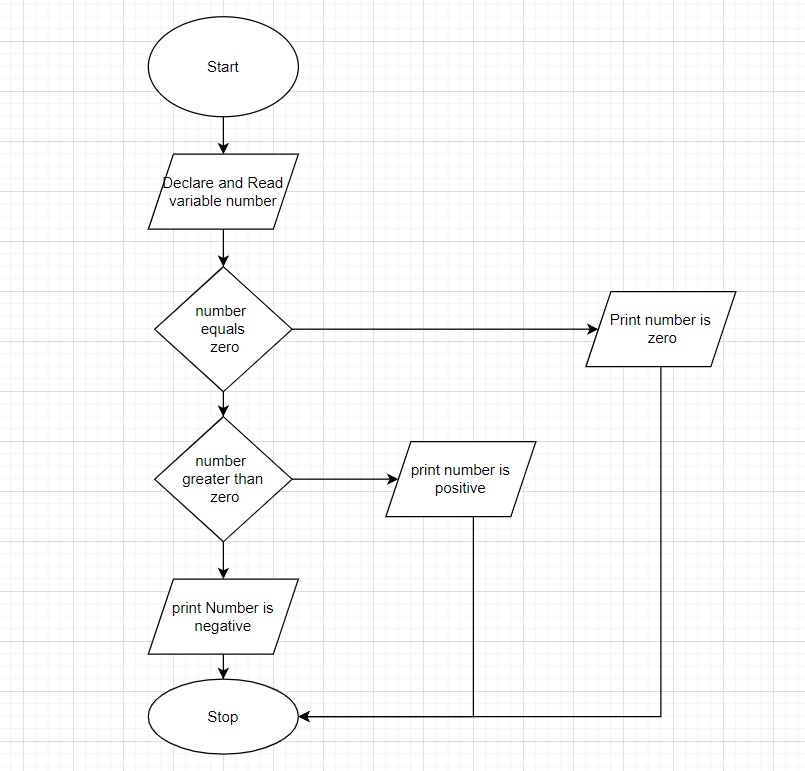 Start
Declare and Read
variable number
number
equals
zero
Print number is
zero
number
greater than
zero
print number is
positive
print Number is
negative
Stop